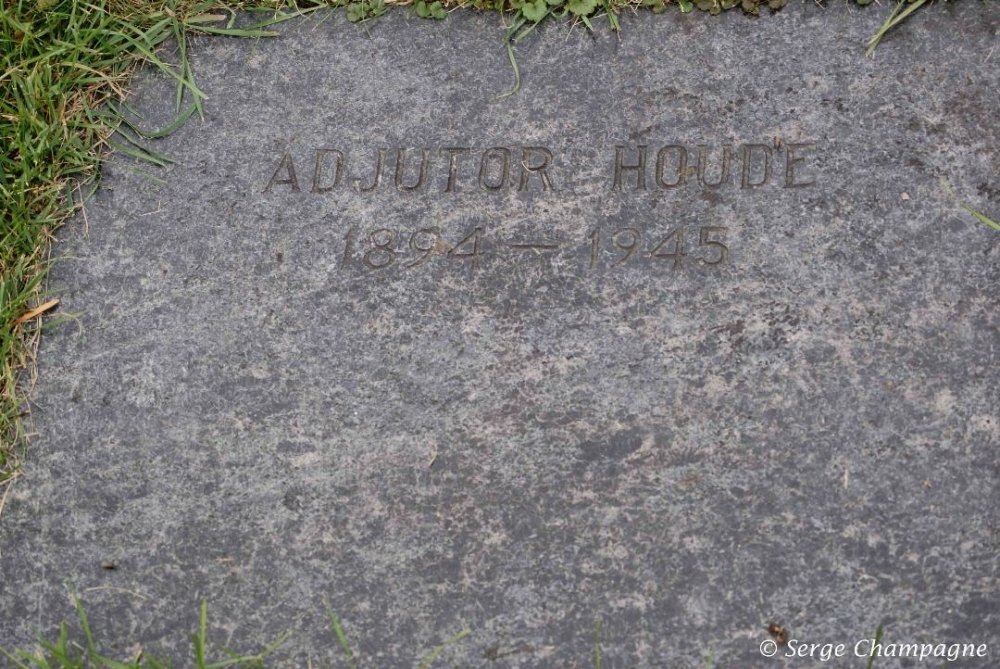 ADJUTOR HOUDE
1894 — 1945
© Serge Champagne